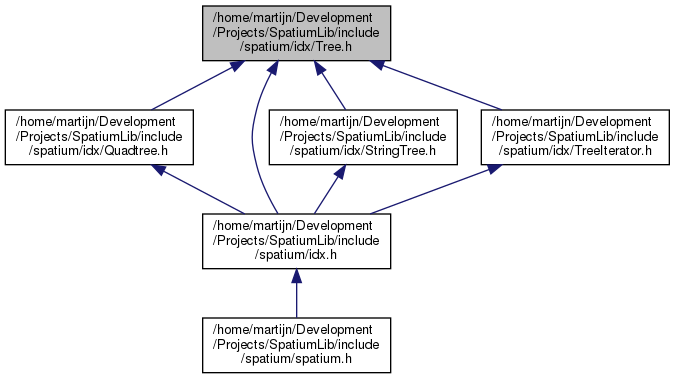 /home/martijn/Development
/Projects/SpatiumLib/include
/spatium/idx/Tree.h
/home/martijn/Development
/Projects/SpatiumLib/include
/spatium/idx/Quadtree.h
/home/martijn/Development
/Projects/SpatiumLib/include
/spatium/idx/StringTree.h
/home/martijn/Development
/Projects/SpatiumLib/include
/spatium/idx/TreeIterator.h
/home/martijn/Development
/Projects/SpatiumLib/include
/spatium/idx.h
/home/martijn/Development
/Projects/SpatiumLib/include
/spatium/spatium.h